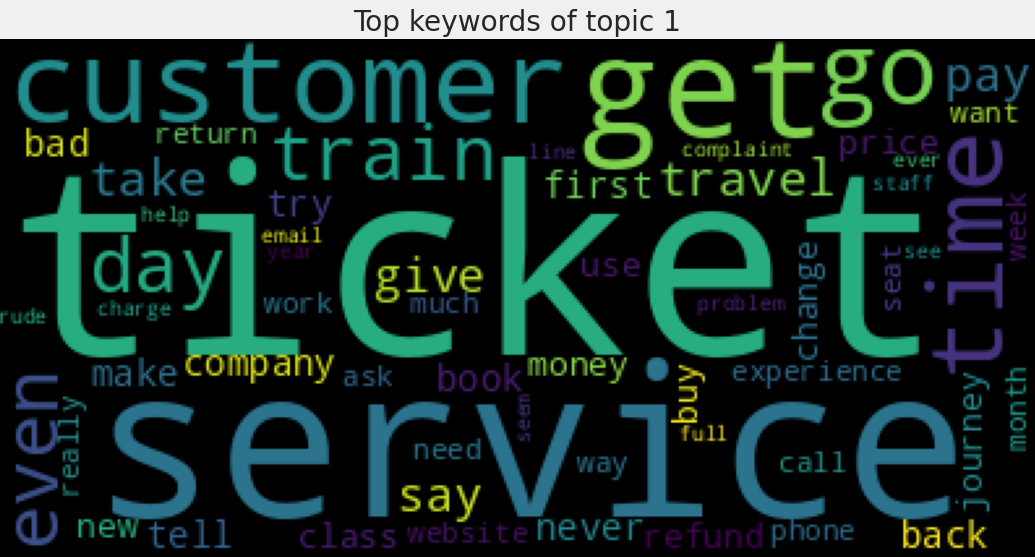 Top keywords of topic 1
customer
get
go
pay
want
bad
return
train
line
complaint
price
ever
time
take
try
first
travel
staff
week
ticket
help
email
year
day
give
use
change
seat
see
rude
charge
work
much
problem
make
company
ask
book
money
buy
experience
month
even
really
service
seem
full
need
way
call
journey
say
new
tell
class
website
never
refund
phone
back